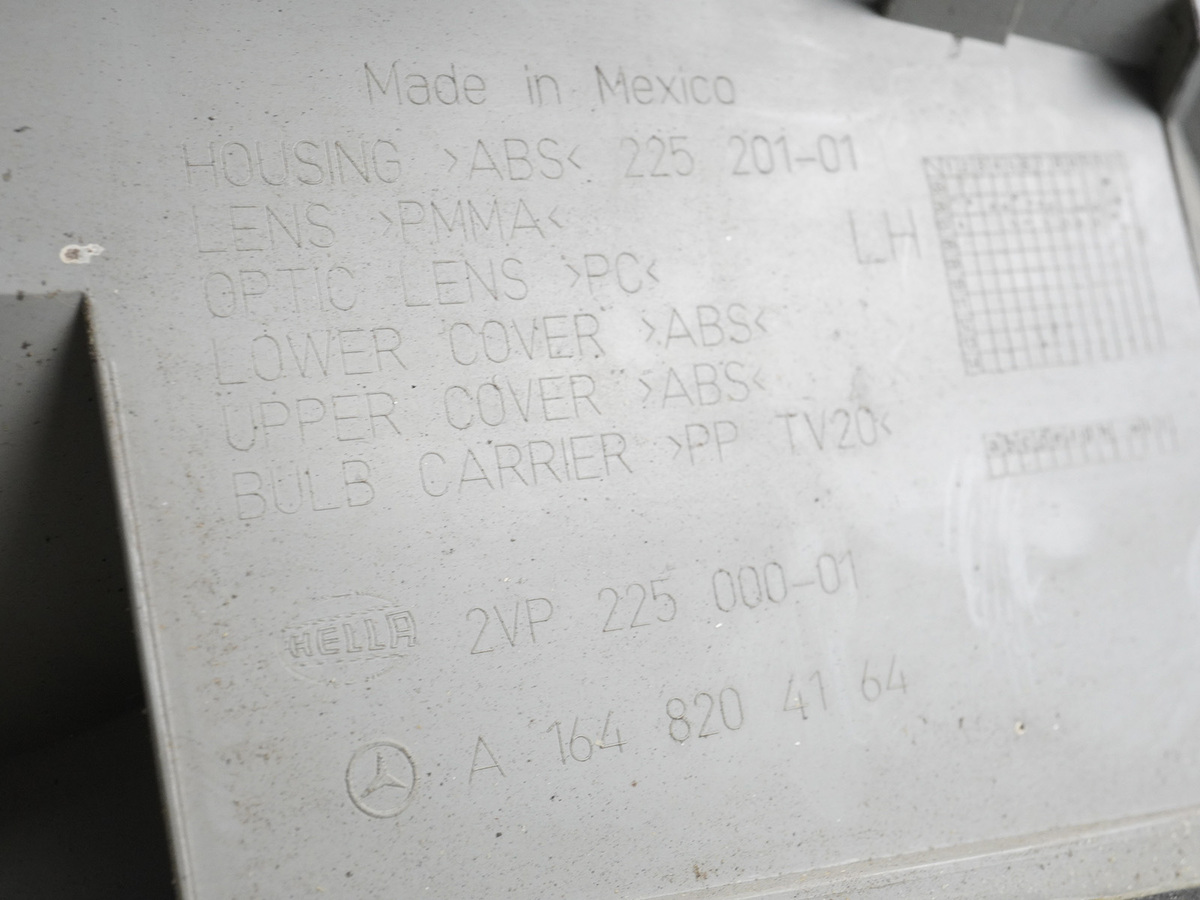 Made in Mexico
HOUSING >ABS< 225 201-01
LENS >PMMA<
LH
OPTIC LENS >PC<
LOWER COVER >ABS<
UPPER COVER >ABS<
BULB CARRIER >PP TV20<
HELLA 2VP 225 000-01
A 164 820 41 64